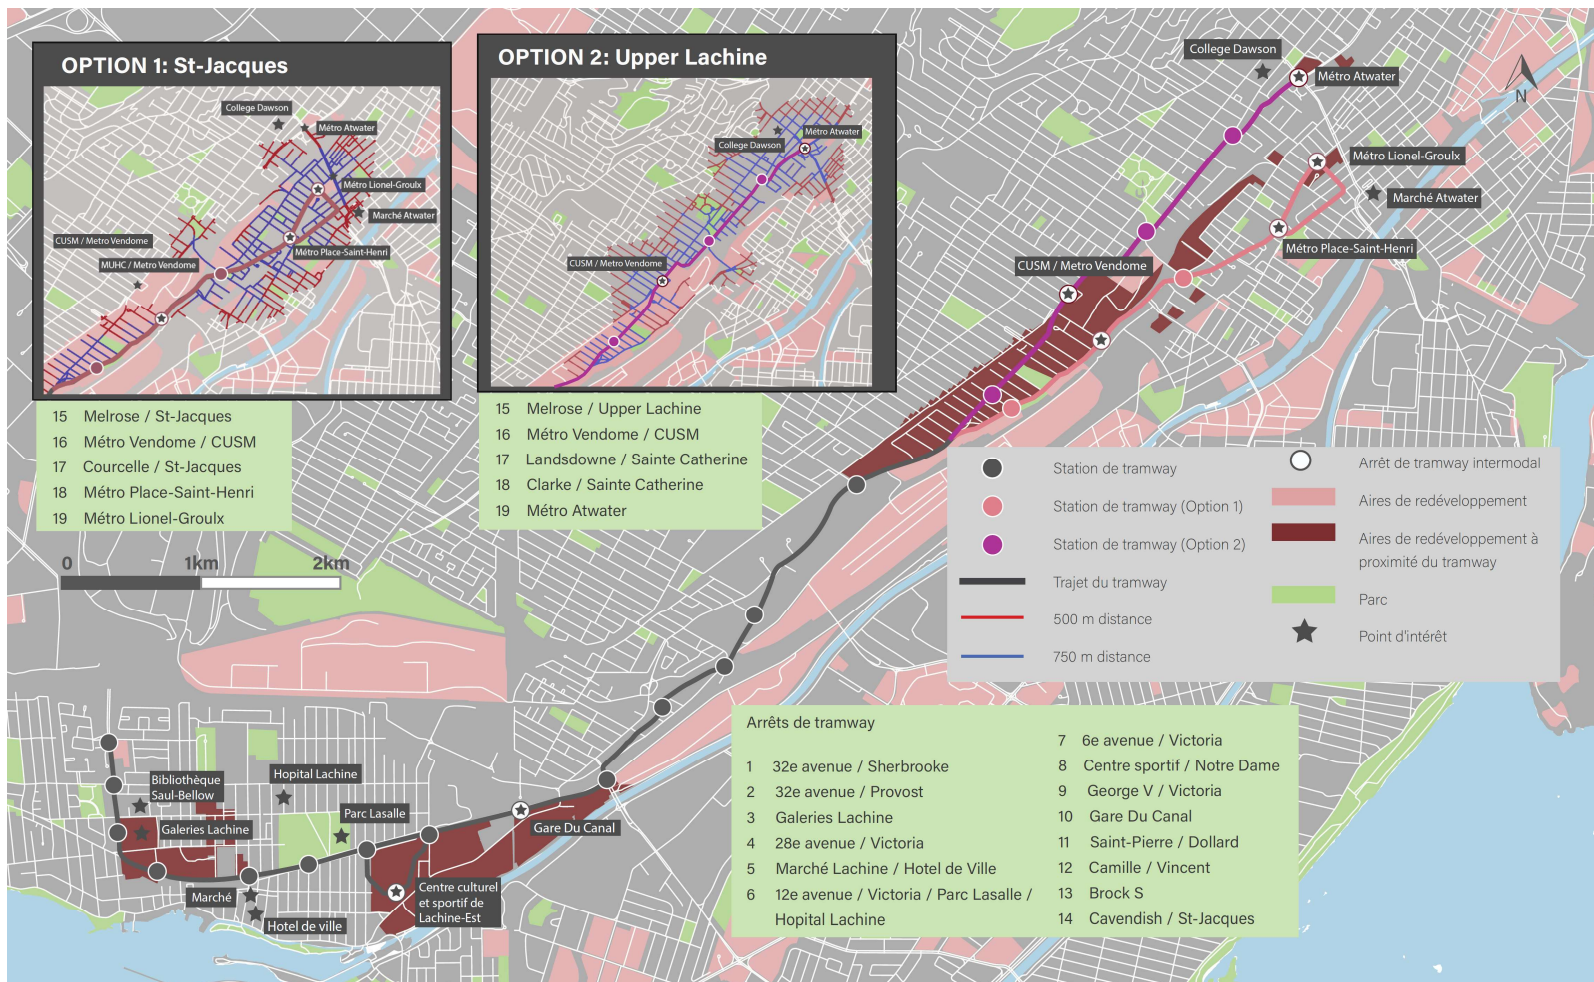 OPTION 1: St-Jacques
College Dawson
Métro Atwater
Métro Lionel-Groulx
Marché Atwater
CUSM / Metro Vendome
Métro Place-Saint-Henri
MUHC / Metro Vendome
15 Melrose / St-Jacques
16 Métro Vendome / CUSM
17 Courcelle / St-Jacques
18 Métro Place-Saint-Henri
19 Métro Lionel-Groulx
OPTION 2: Upper Lachine
Métro Atwater
College Dawson
CUSM / Metro Vendome
15 Melrose / Upper Lachine
16 Métro Vendome / CUSM
17 Landsdowne / Sainte Catherine
18 Clarke / Sainte Catherine
19 Métro Atwater
College Dawson
Métro Atwater
N
Métro Lionel-Groulx
Marché Atwater
Métro Place-Saint-Henri
CUSM / Metro Vendome
Station de tramway
Station de tramway (Option 1)
Station de tramway (Option 2)
Trajet du tramway
500 m distance
750 m distance
Arrêt de tramway intermodal
Aires de redéveloppement
Aires de redéveloppement à
proximité du tramway
Parc
Point d'intérêt
0 1km 2km
Bibliothèque
Saul-Bellow
Hopital Lachine
Galeries Lachine
Parc Lasalle
Gare Du Canal
Marché
Hotel de ville
Centre culturel
et sportif de
Lachine-Est
Arrêts de tramway
1 32e avenue / Sherbrooke
2 32e avenue / Provost
3 Galeries Lachine
4 28e avenue / Victoria
5 Marché Lachine / Hotel de Ville
6 12e avenue / Victoria / Parc Lasalle /
Hopital Lachine
7 6e avenue / Victoria
8 Centre sportif / Notre Dame
9 George V / Victoria
10 Gare Du Canal
11 Saint-Pierre / Dollard
12 Camille / Vincent
13 Brock S
14 Cavendish / St-Jacques